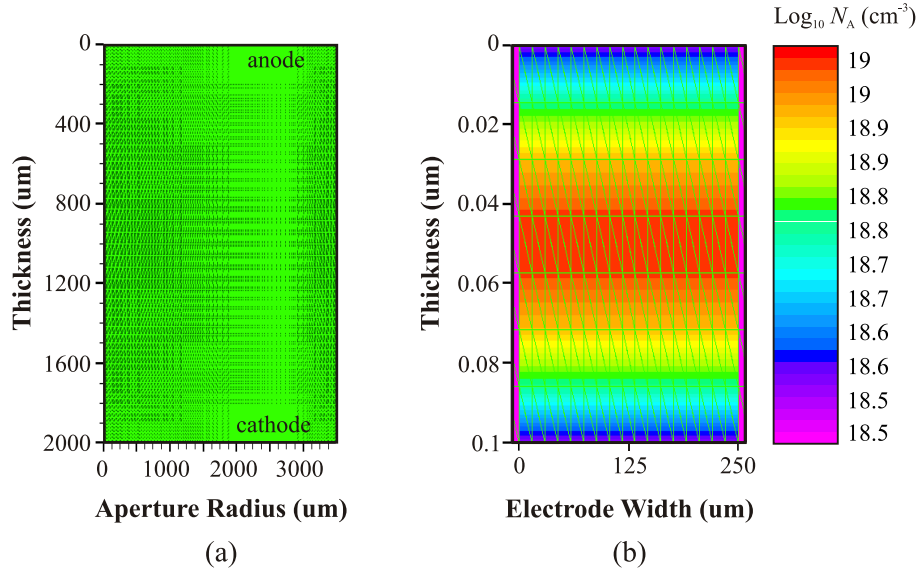 Log₁₀ N_A (cm⁻³)
0
400
800
1200
1600
2000
Thickness (um)
anode
cathode
0 1000 2000 3000
Aperture Radius (um)
(a)
0
0.02
0.04
0.06
0.08
0.1
Thickness (um)
0 125 250
Electrode Width (um)
(b)
19
19
18.9
18.9
18.8
18.8
18.7
18.7
18.6
18.6
18.5
18.5